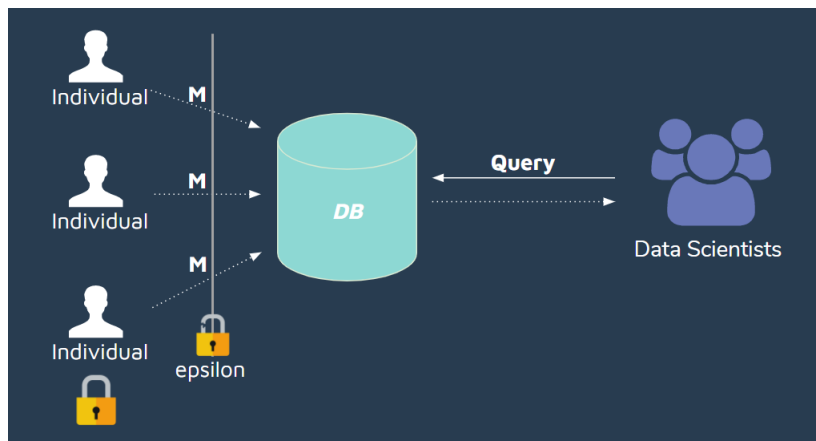 Individual
M
Individual
M
Individual
M
epsilon
DB
Query
Data Scientists